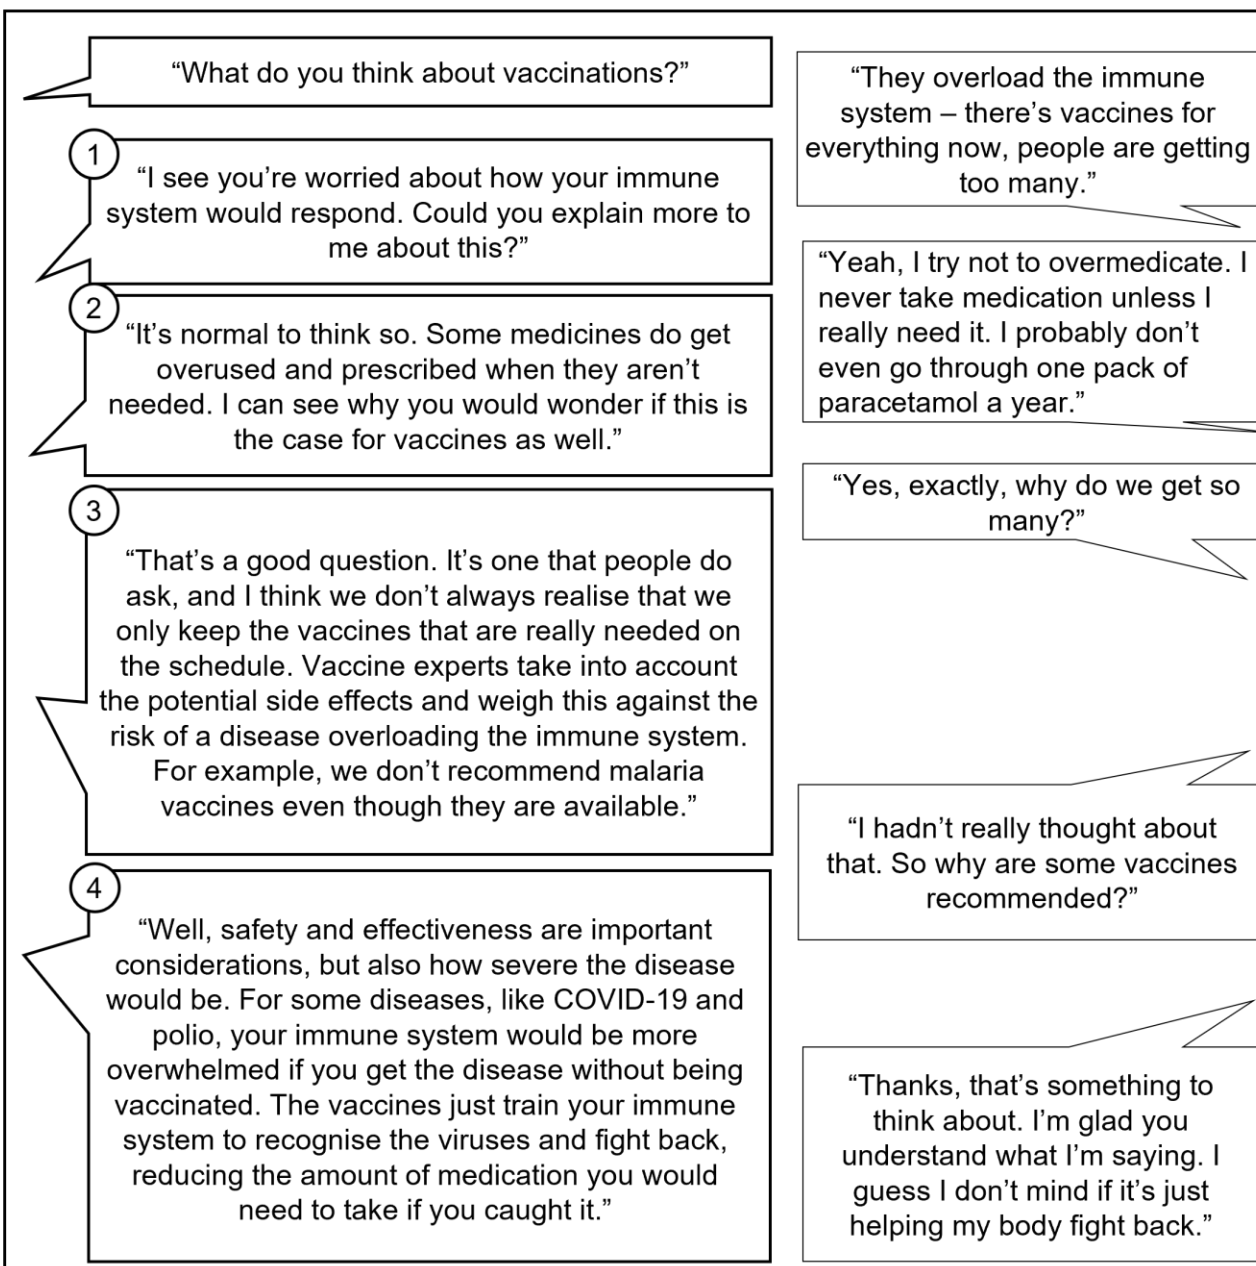 “What do you think about vaccinations?”
“They overload the immune
system – there’s vaccines for
everything now, people are getting
too many.”
1
“I see you’re worried about how your immune
system would respond. Could you explain more to
me about this?”
“Yeah, I try not to overmedicate. I
never take medication unless I
really need it. I probably don’t
even go through one pack of
paracetamol a year.”
2
“It’s normal to think so. Some medicines do get
overused and prescribed when they aren’t
needed. I can see why you would wonder if this is
the case for vaccines as well.”
“Yes, exactly, why do we get so
many?”
3
“That’s a good question. It’s one that people do
ask, and I think we don’t always realise that we
only keep the vaccines that are really needed on
the schedule. Vaccine experts take into account
the potential side effects and weigh this against the
risk of a disease overloading the immune system.
For example, we don’t recommend malaria
vaccines even though they are available.”
“I hadn’t really thought about
that. So why are some vaccines
recommended?”
4
“Well, safety and effectiveness are important
considerations, but also how severe the disease
would be. For some diseases, like COVID-19 and
polio, your immune system would be more
overwhelmed if you get the disease without being
vaccinated. The vaccines just train your immune
system to recognise the viruses and fight back,
reducing the amount of medication you would
need to take if you caught it.”
“Thanks, that’s something to
think about. I’m glad you
understand what I’m saying. I
guess I don’t mind if it’s just
helping my body fight back.”